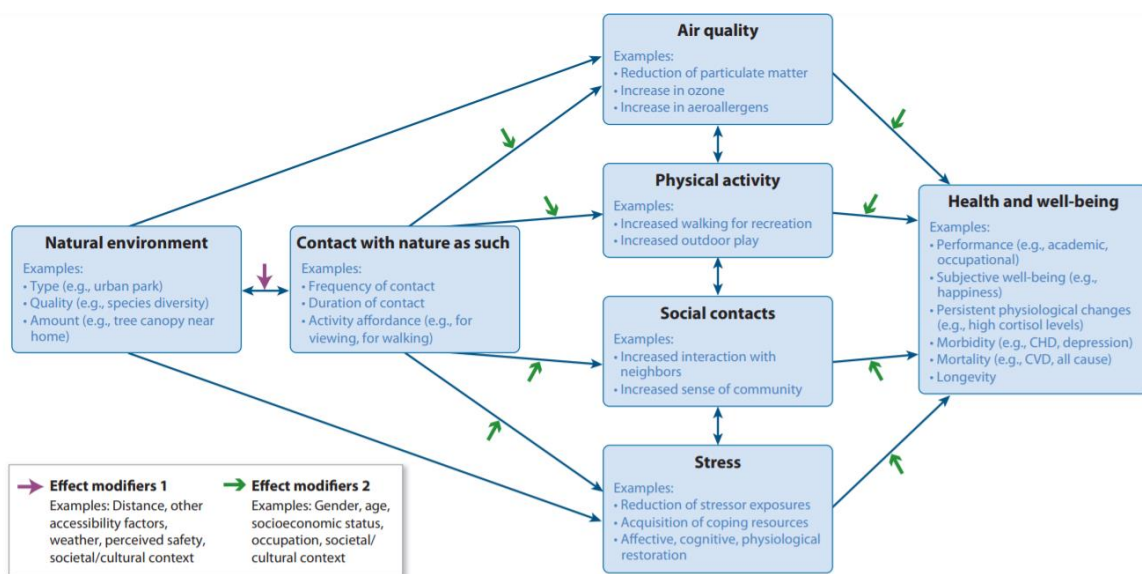 Air quality
Examples:
• Reduction of particulate matter
• Increase in ozone
• Increase in aeroallergens
Physical activity
Examples:
• Increased walking for recreation
• Increased outdoor play
Health and well-being
Examples:
• Performance (e.g., academic,
occupational)
• Subjective well-being (e.g.,
happiness)
• Persistent physiological changes
(e.g., high cortisol levels)
• Morbidity (e.g., CHD, depression)
• Mortality (e.g., CVD, all cause)
• Longevity
Natural environment
Examples:
• Type (e.g., urban park)
• Quality (e.g., species diversity)
• Amount (e.g., tree canopy near
home)
Contact with nature as such
Examples:
• Frequency of contact
• Duration of contact
• Activity affordance (e.g., for
viewing, for walking)
Social contacts
Examples:
• Increased interaction with
neighbors
• Increased sense of community
Stress
Examples:
• Reduction of stressor exposures
• Acquisition of coping resources
• Affective, cognitive, physiological
restoration
Effect modifiers 1
Examples: Distance, other
accessibility factors,
weather, perceived safety,
societal/cultural context
Effect modifiers 2
Examples: Gender, age,
socioeconomic status,
occupation, societal/
cultural context